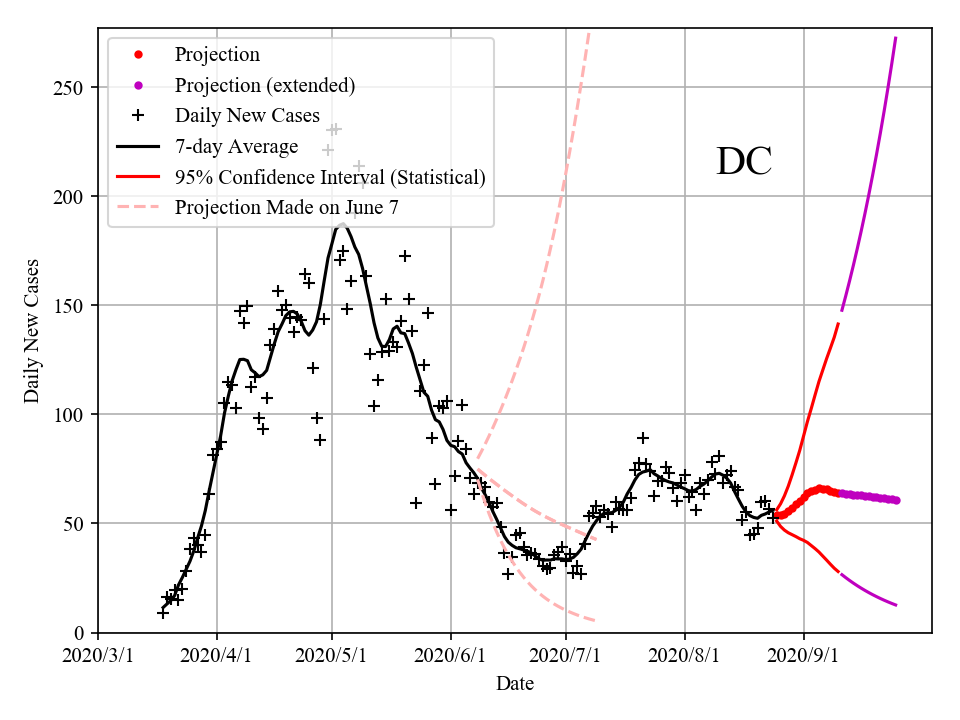 Projection
Projection (extended)
Daily New Cases
7-day Average
95% Confidence Interval (Statistical)
Projection Made on June 7
DC
250
200
150
100
50
0
Daily New Cases
2020/3/1 2020/4/1 2020/5/1 2020/6/1 2020/7/1 2020/8/1 2020/9/1
Date